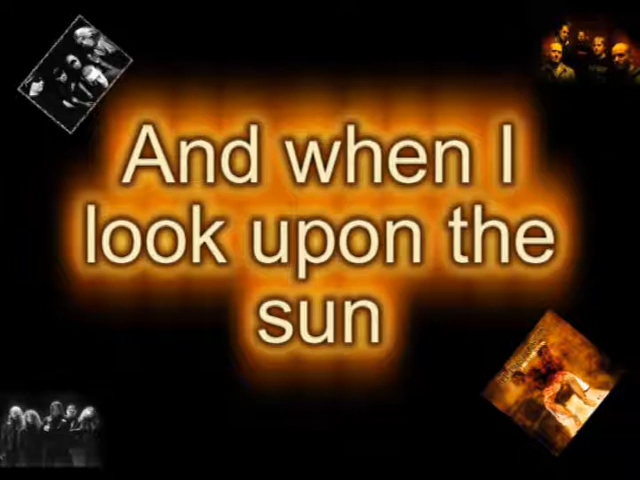 And when I
look upon the
sun